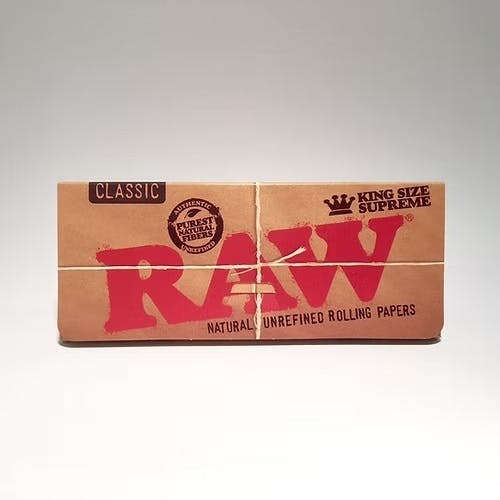 CLASSIC
AUTHENTIC
PUREST
NATURAL
FIBERS
UNREFINED
KING SIZE
SUPREME
RAW®
NATURAL UNREFINED ROLLING PAPERS